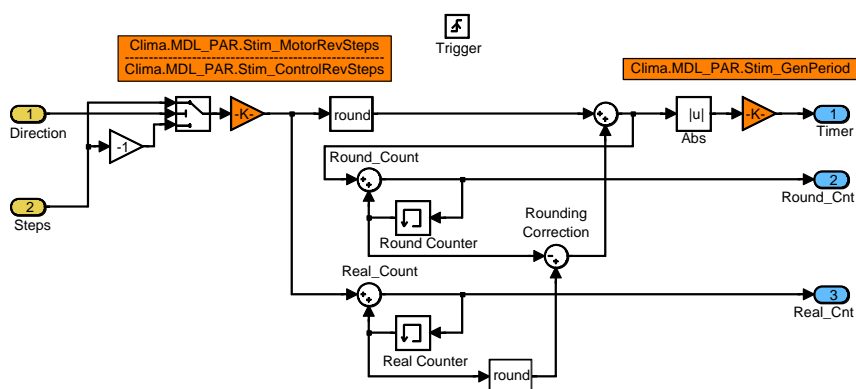 Trigger
Clima.MDL_PAR.Stim_MotorRevSteps
-----------------------------------------------
Clima.MDL_PAR.Stim_ControlRevSteps
Clima.MDL_PAR.Stim_GenPeriod
1
Direction
-K-
round
|u|
Abs
-K-
1
Timer
-1
Round_Count
2
Round_Cnt
2
Steps
Round Counter
Rounding
Correction
Real_Count
3
Real_Cnt
Real Counter
round